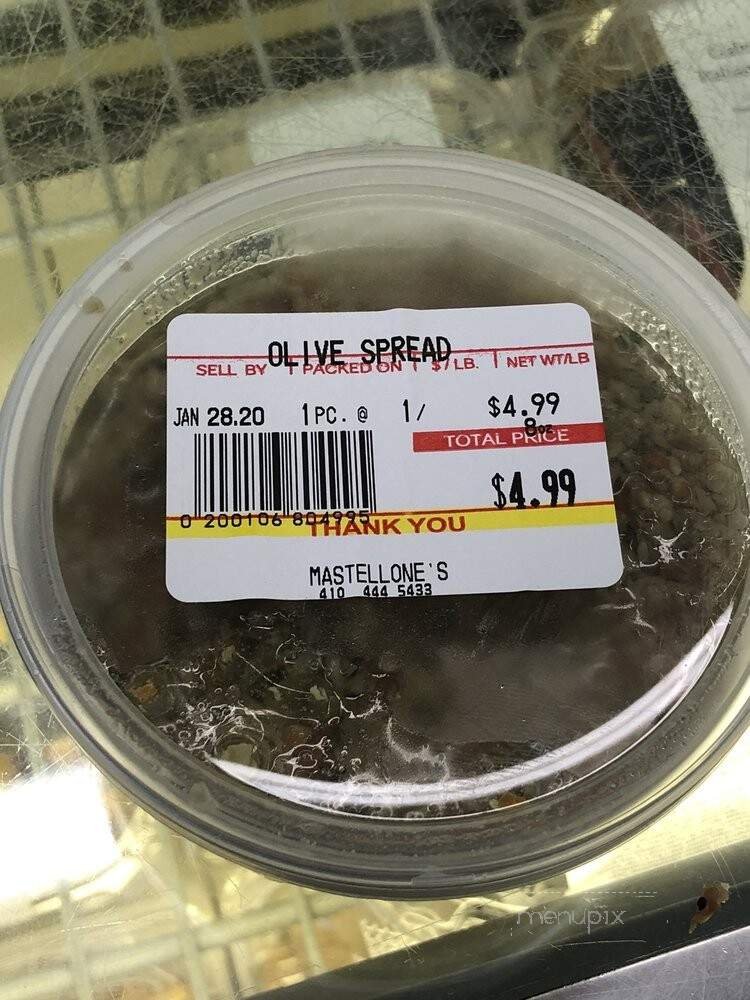 OLIVE SPREAD
SELL BY PACKED ON $/LB. NET WT/LB
JAN 28.20 1PC. @ 1/ $4.99
8oz
TOTAL PRICE
$4.99
0 200106 804995
THANK YOU
MASTELLONE'S
410 444 5433
menupix